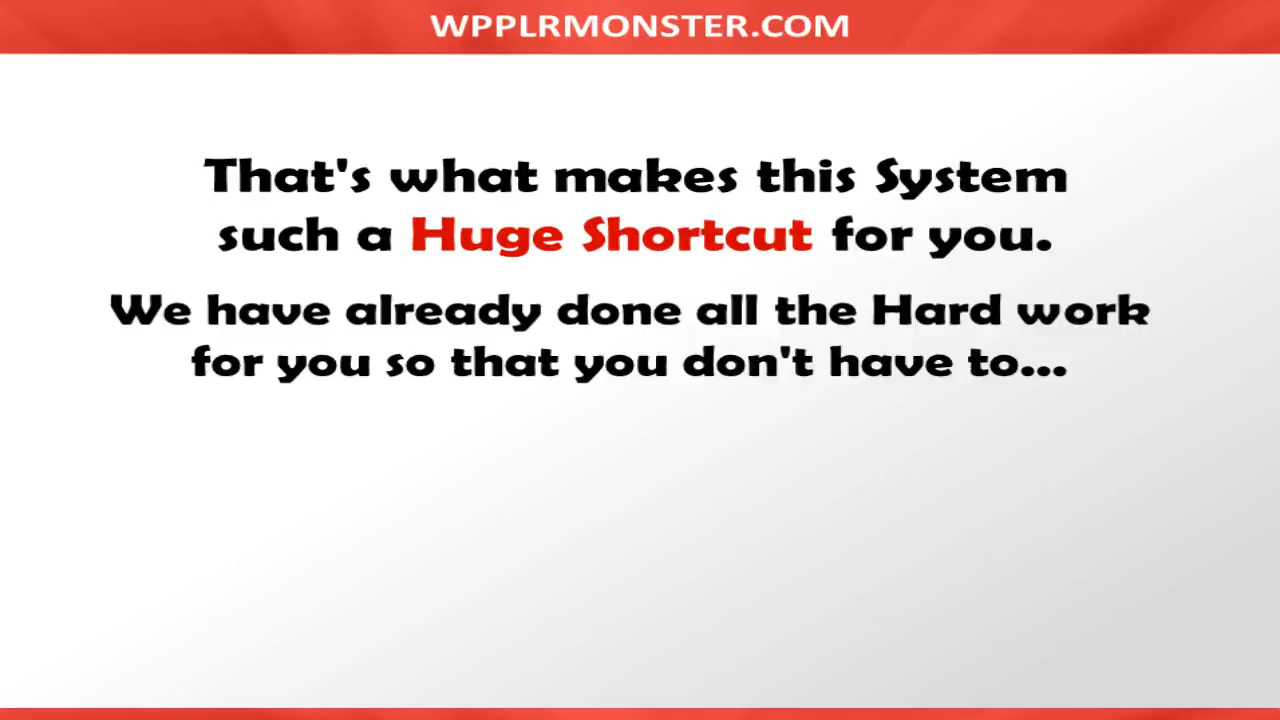 WPPLRMONSTER.COM
That's what makes this System
such a Huge Shortcut for you.
We have already done all the Hard work
for you so that you don't have to...